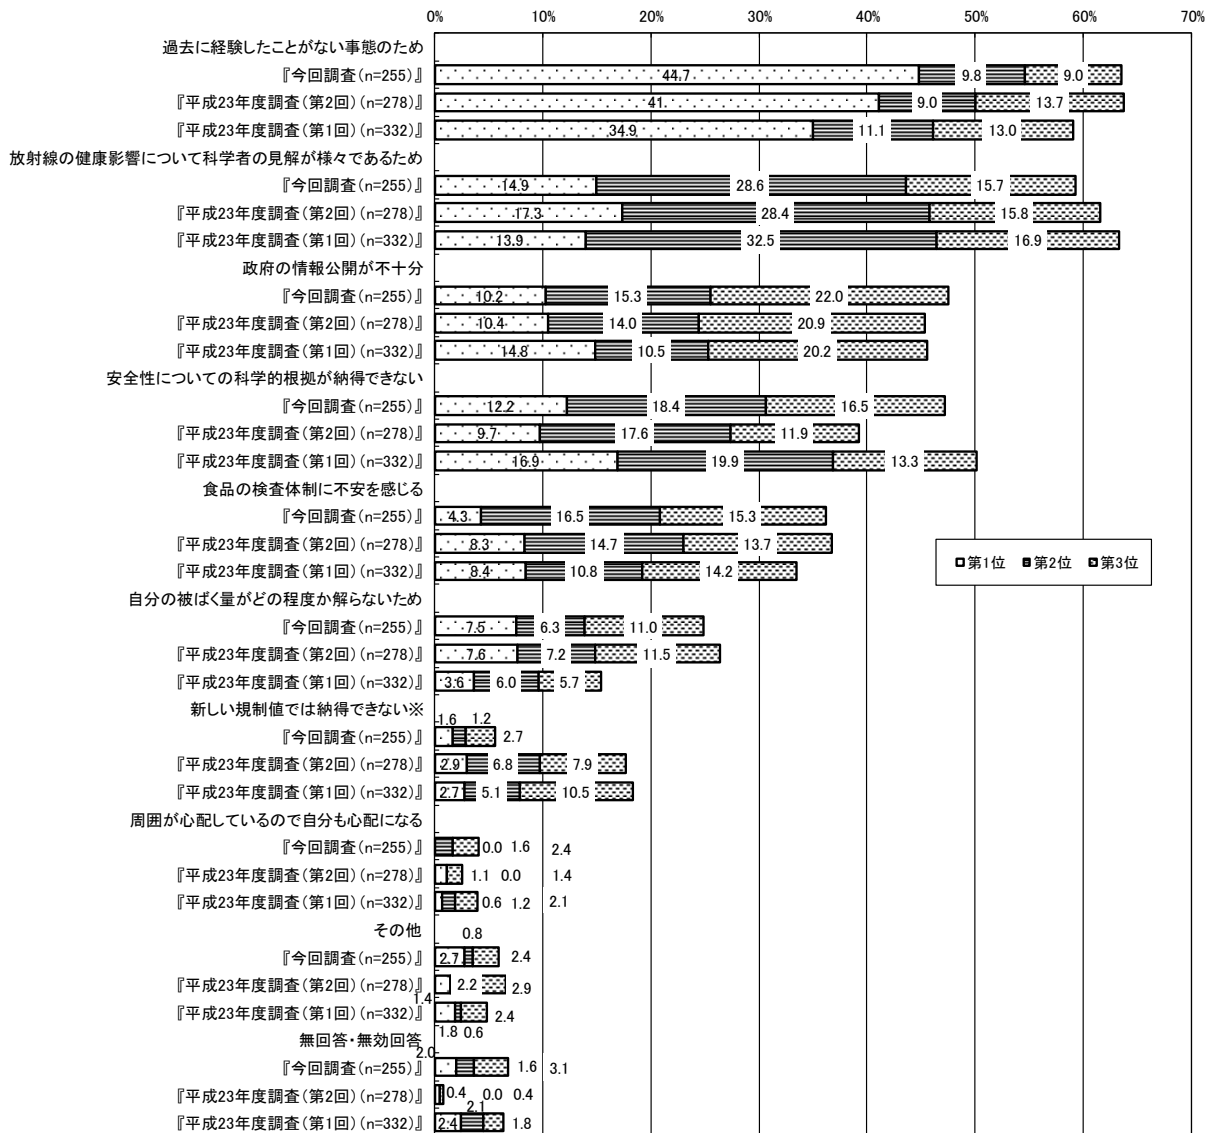 0% 10% 20% 30% 40% 50% 60% 70%
過去に経験したことがない事態のため
『今回調査(n=255)』 44.7 9.8 9.0
『平成23年度調査(第2回)(n=278)』 41 9.0 13.7
『平成23年度調査(第1回)(n=332)』 34.9 11.1 13.0
放射線の健康影響について科学者の見解が様々であるため
『今回調査(n=255)』 14.9 28.6 15.7
『平成23年度調査(第2回)(n=278)』 17.3 28.4 15.8
『平成23年度調査(第1回)(n=332)』 13.9 32.5 16.9
政府の情報公開が不十分
『今回調査(n=255)』 10.2 15.3 22.0
『平成23年度調査(第2回)(n=278)』 10.4 14.0 20.9
『平成23年度調査(第1回)(n=332)』 14.8 10.5 20.2
安全性についての科学的根拠が納得できない
『今回調査(n=255)』 12.2 18.4 16.5
『平成23年度調査(第2回)(n=278)』 9.7 17.6 11.9
『平成23年度調査(第1回)(n=332)』 16.9 19.9 13.3
食品の検査体制に不安を感じる
『今回調査(n=255)』 4.3 16.5 15.3
『平成23年度調査(第2回)(n=278)』 8.3 14.7 13.7
『平成23年度調査(第1回)(n=332)』 8.4 10.8 14.2
第1位 第2位 第3位
自分の被ばく量がどの程度か解らないため
『今回調査(n=255)』 7.5 6.3 11.0
『平成23年度調査(第2回)(n=278)』 7.6 7.2 11.5
『平成23年度調査(第1回)(n=332)』 3.6 6.0 5.7
新しい規制値では納得できない※
『今回調査(n=255)』 1.6 1.2 2.7
『平成23年度調査(第2回)(n=278)』 2.9 6.8 7.9
『平成23年度調査(第1回)(n=332)』 2.7 5.1 10.5
周囲が心配しているので自分も心配になる
『今回調査(n=255)』 0.0 1.6 2.4
『平成23年度調査(第2回)(n=278)』 1.1 0.0 1.4
『平成23年度調査(第1回)(n=332)』 0.6 1.2 2.1
その他
『今回調査(n=255)』 2.7 0.8 2.4
『平成23年度調査(第2回)(n=278)』 1.4 2.2 2.9
『平成23年度調査(第1回)(n=332)』 1.8 0.6 2.4
無回答・無効回答
『今回調査(n=255)』 2.0 1.6 3.1
『平成23年度調査(第2回)(n=278)』 0.4 0.0 0.4
『平成23年度調査(第1回)(n=332)』 2.4 2.1 1.8